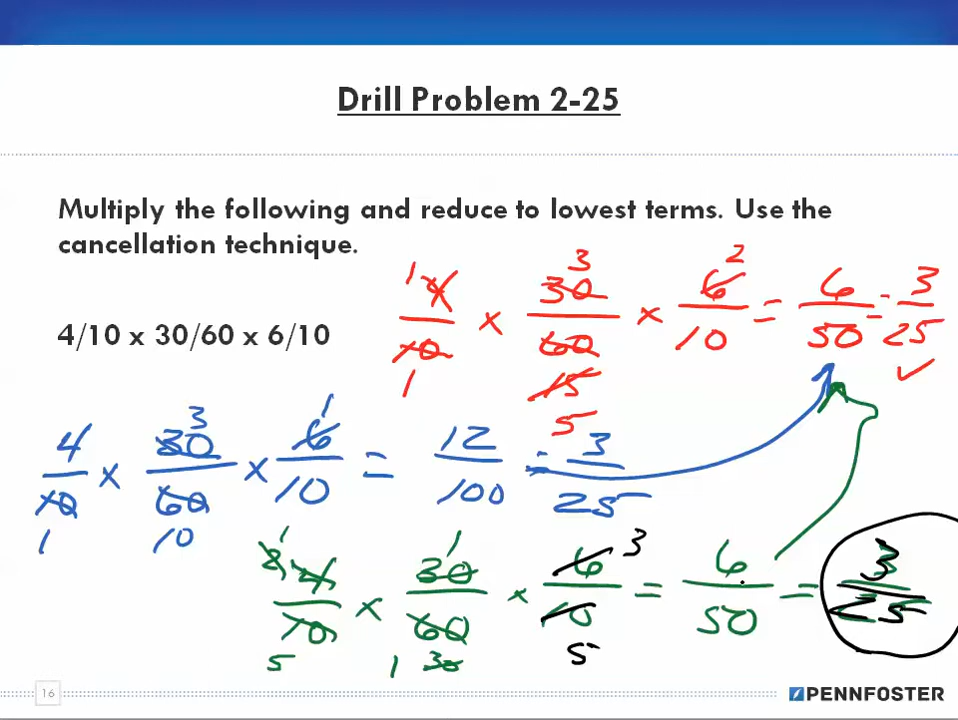 Drill Problem 2-25
Multiply the following and reduce to lowest terms. Use the
cancellation technique.
4/10 x 30/60 x 6/10
1 3 2
4 30 6 6 3
x x = =
10 60 10 50 25
1 15 ✓
5
3 1
4 30 6 12 3
x x = =
10 60 10 100 25
1 10
1 1 3
2 4 30 6 6 3
x x = =
10 60 10 50 25
5 1 30 5
16
PENNFOSTER